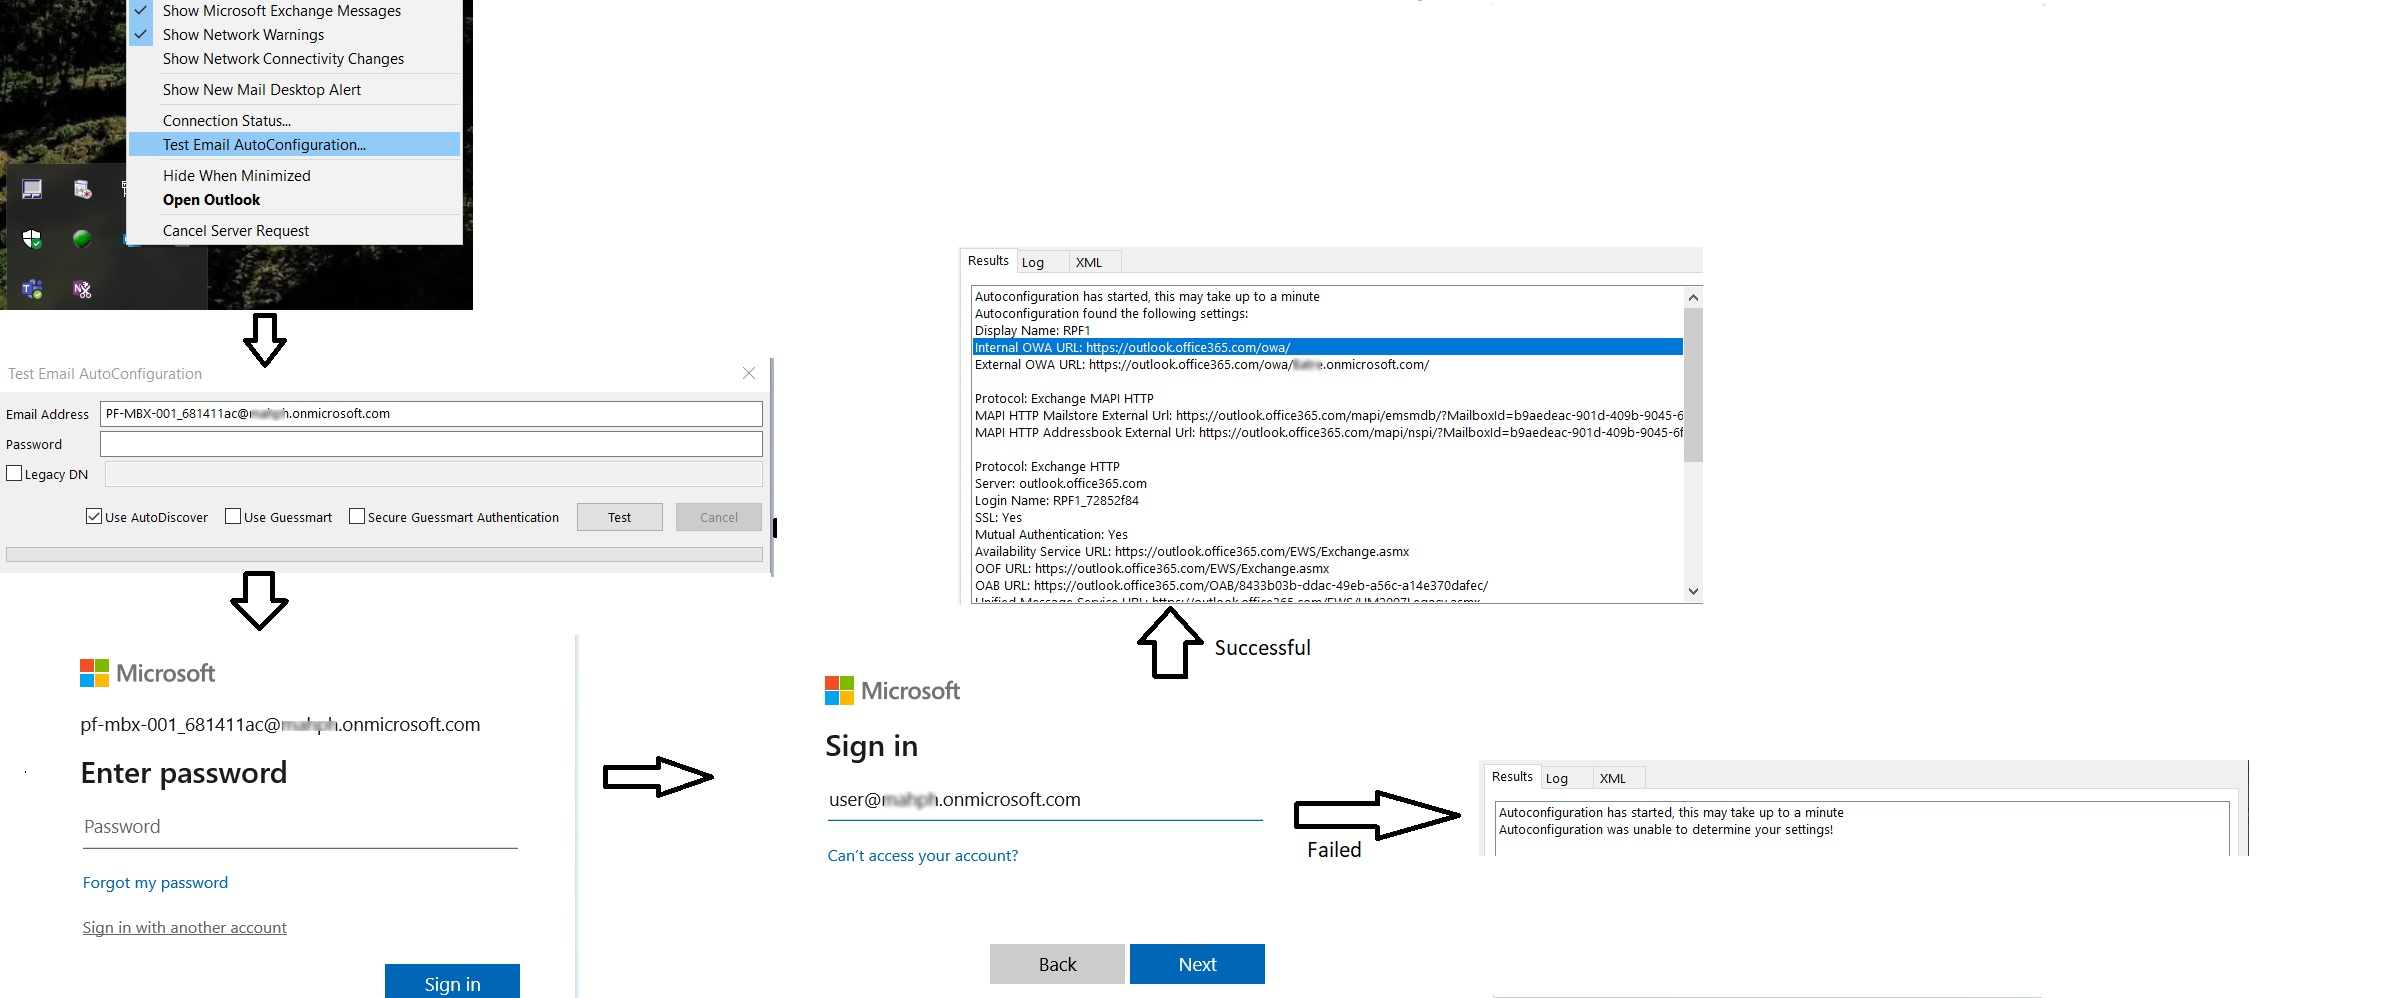 Show Microsoft Exchange Messages
Show Network Warnings
Show Network Connectivity Changes
Show New Mail Desktop Alert
Connection Status...
Test Email AutoConfiguration...
Hide When Minimized
Open Outlook
Cancel Server Request
Test Email AutoConfiguration
Email Address PF-MBX-001_681411ac@ .onmicrosoft.com
Password
Legacy DN
Use AutoDiscover Use Guessmart Secure Guessmart Authentication Test Cancel
Microsoft
pf-mbx-001_681411ac@ .onmicrosoft.com
Enter password
Password
Forgot my password
Sign in with another account
Sign in
Results Log XML
Autoconfiguration has started, this may take up to a minute
Autoconfiguration found the following settings:
Display Name: RPF1
Internal OWA URL: https://outlook.office365.com/owa/
External OWA URL: https://outlook.office365.com/owa/ .onmicrosoft.com/
Protocol: Exchange MAPI HTTP
MAPI HTTP Mailstore External Url: https://outlook.office365.com/mapi/emsmdb/?MailboxId=b9aedeac-901d-409b-9045-6
MAPI HTTP Addressbook External Url: https://outlook.office365.com/mapi/nspi/?MailboxId=b9aedeac-901d-409b-9045-6f
Protocol: Exchange HTTP
Server: outlook.office365.com
Login Name: RPF1_72852f84
SSL: Yes
Mutual Authentication: Yes
Availability Service URL: https://outlook.office365.com/EWS/Exchange.asmx
OOF URL: https://outlook.office365.com/EWS/Exchange.asmx
OAB URL: https://outlook.office365.com/OAB/8433b03b-ddac-49eb-a56c-a14e370dafec/
Unified Message Service URL: https://outlook.office365.com/EWS/UM2007Legacy.asmx
Successful
Microsoft
Sign in
user@ .onmicrosoft.com
Can't access your account?
Back Next
Failed
Results Log XML
Autoconfiguration has started, this may take up to a minute
Autoconfiguration was unable to determine your settings!